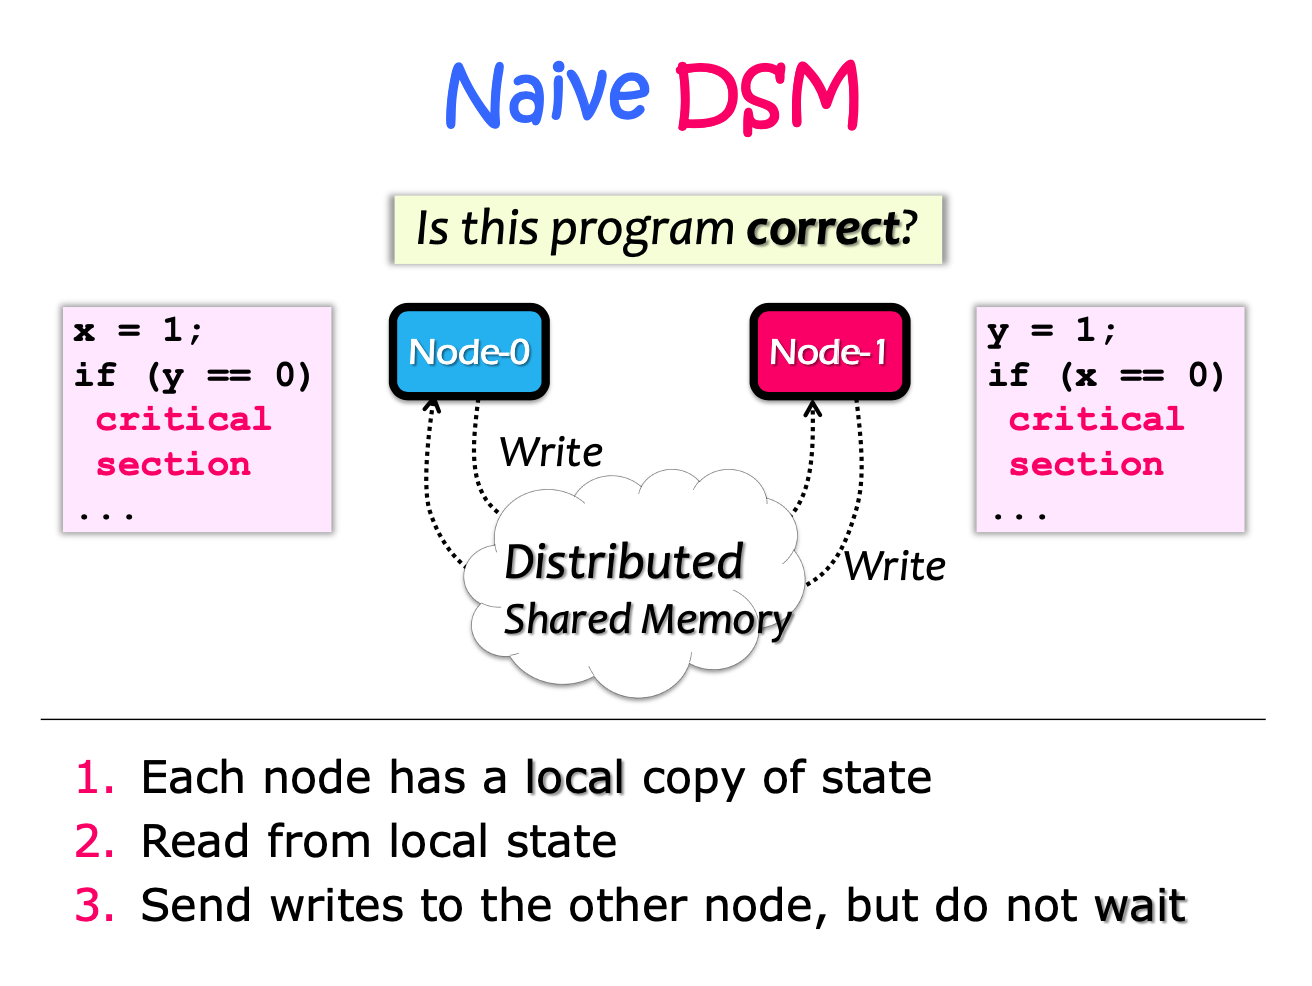 Naive DSM
Is this program correct?
x = 1;
if (y == 0)
critical
section
...
Node-0
Node-1
y = 1;
if (x == 0)
critical
section
...
Write
Write
Distributed
Shared Memory
1. Each node has a local copy of state
2. Read from local state
3. Send writes to the other node, but do not wait